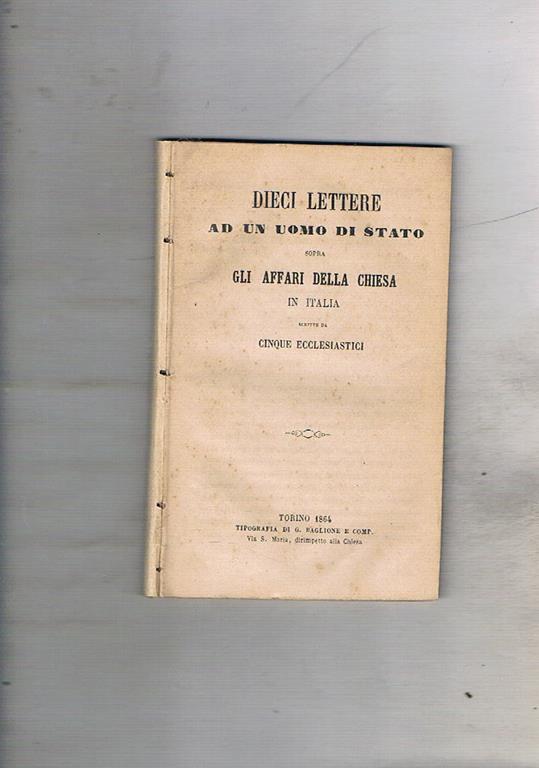 DIECI LETTERE
AD UN UOMO DI STATO
SOPRA
GLI AFFARI DELLA CHIESA
IN ITALIA
SCRITTE DA
CINQUE ECCLESIASTICI
TORINO 1864
TIPOGRAFIA DI G. BAGLIONE E COMP.
Via S. Maria, dirimpetto alla Chiesa